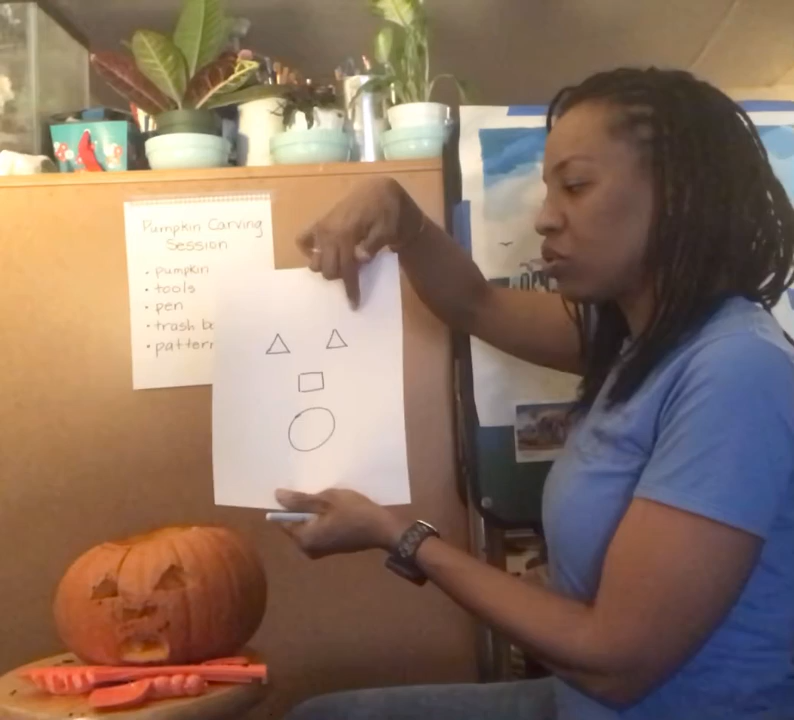 Pumpkin Carving
Session
• pumpkin
• tools
• pen
• trash